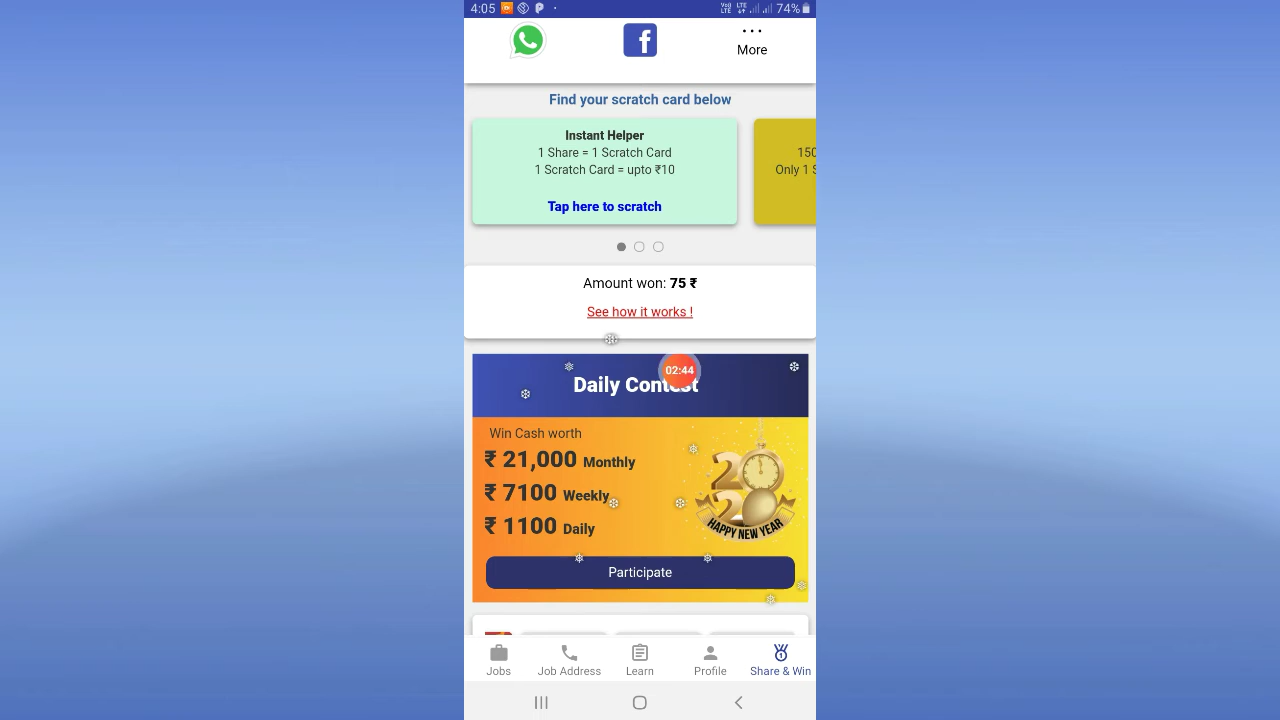 4:05
VoLTE LTE 74%
More
Find your scratch card below
Instant Helper
1 Share = 1 Scratch Card
1 Scratch Card = upto ₹10
Tap here to scratch
150
Only 1 S
Amount won: 75 ₹
See how it works !
02:44
Daily Contest
Win Cash worth
₹ 21,000 Monthly
₹ 7100 Weekly
₹ 1100 Daily
2020
HAPPY NEW YEAR
Participate
Jobs
Job Address
Learn
Profile
Share & Win